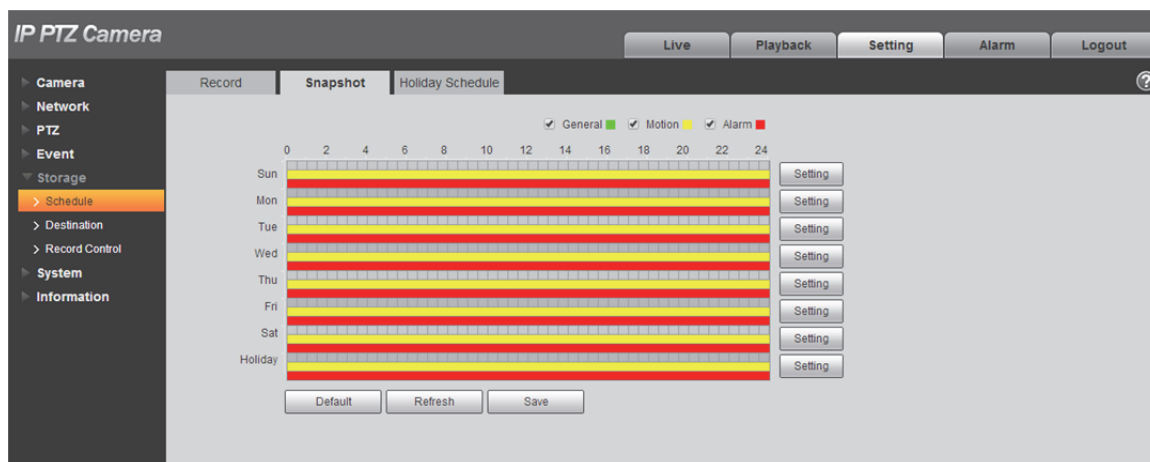 IP PTZ Camera
Live Playback Setting Alarm Logout
Camera
Network
PTZ
Event
Storage
Schedule
Destination
Record Control
System
Information
Record Snapshot Holiday Schedule
?
General Motion Alarm
0 2 4 6 8 10 12 14 16 18 20 22 24
Sun Setting
Mon Setting
Tue Setting
Wed Setting
Thu Setting
Fri Setting
Sat Setting
Holiday Setting
Default Refresh Save